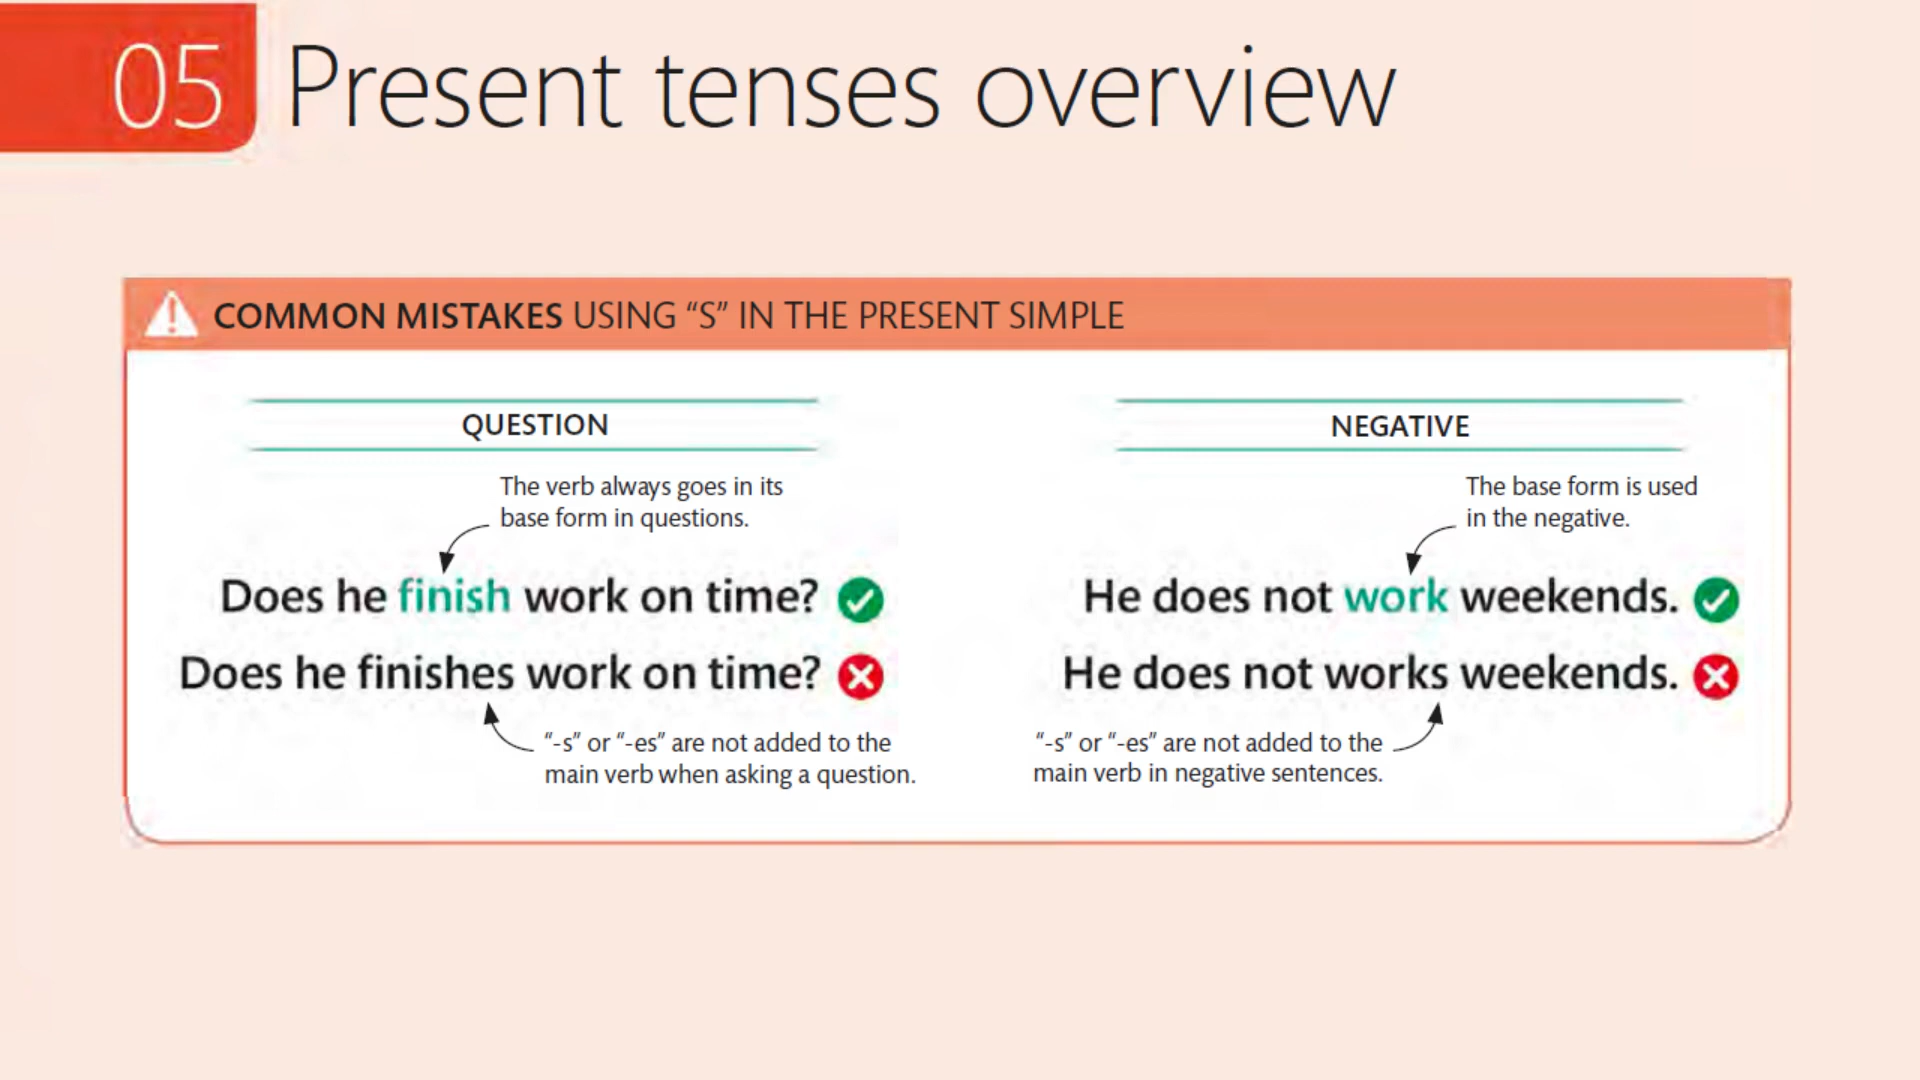 05 Present tenses overview
COMMON MISTAKES USING “S” IN THE PRESENT SIMPLE
QUESTION
The verb always goes in its
base form in questions.
Does he finish work on time?
Does he finishes work on time?
“-s” or “-es” are not added to the
main verb when asking a question.
NEGATIVE
The base form is used
in the negative.
He does not work weekends.
He does not works weekends.
“-s” or “-es” are not added to the
main verb in negative sentences.